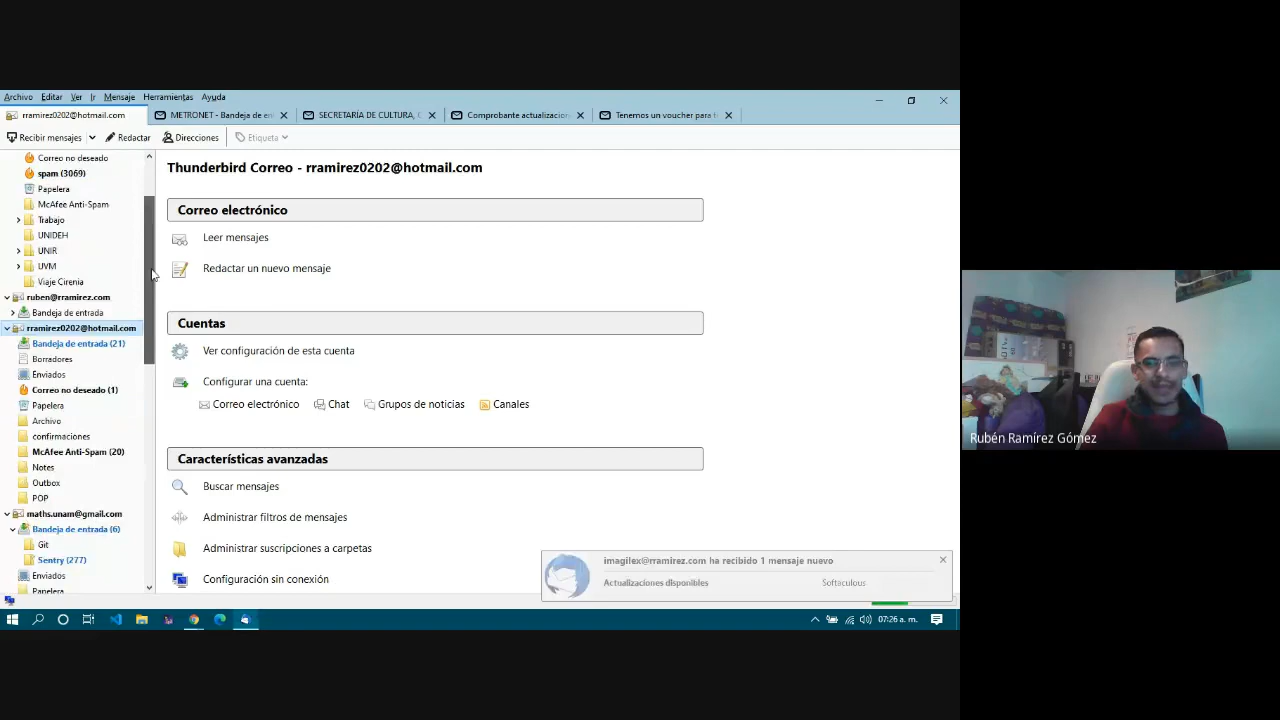 Archivo Editar Ver Ir Mensaje Herramientas Ayuda
rramirez0202@hotmail.com METRONET - Bandeja de en SECRETARÍA DE CULTURA, Comprobante actualizacion Tenemos un voucher para t
Recibir mensajes Redactar Direcciones Etiqueta
Correo no deseado
spam (3069)
Papelera
McAfee Anti-Spam
Trabajo
UNIDEH
UNIR
UVM
Viaje Cirenia
ruben@rramirez.com
Bandeja de entrada
rramirez0202@hotmail.com
Bandeja de entrada (21)
Borradores
Enviados
Correo no deseado (1)
Papelera
Archivo
confirmaciones
McAfee Anti-Spam (20)
Notes
Outbox
POP
maths.unam@gmail.com
Bandeja de entrada (6)
Git
Sentry (277)
Enviados
Papelera
Thunderbird Correo - rramirez0202@hotmail.com
Correo electrónico
Leer mensajes
Redactar un nuevo mensaje
Cuentas
Ver configuración de esta cuenta
Configurar una cuenta:
Correo electrónico Chat Grupos de noticias Canales
Características avanzadas
Buscar mensajes
Administrar filtros de mensajes
Administrar suscripciones a carpetas
Configuración sin conexión
imagilex@rramirez.com ha recibido 1 mensaje nuevo
Actualizaciones disponibles Softaculous
07:26 a. m.
Rubén Ramírez Gómez